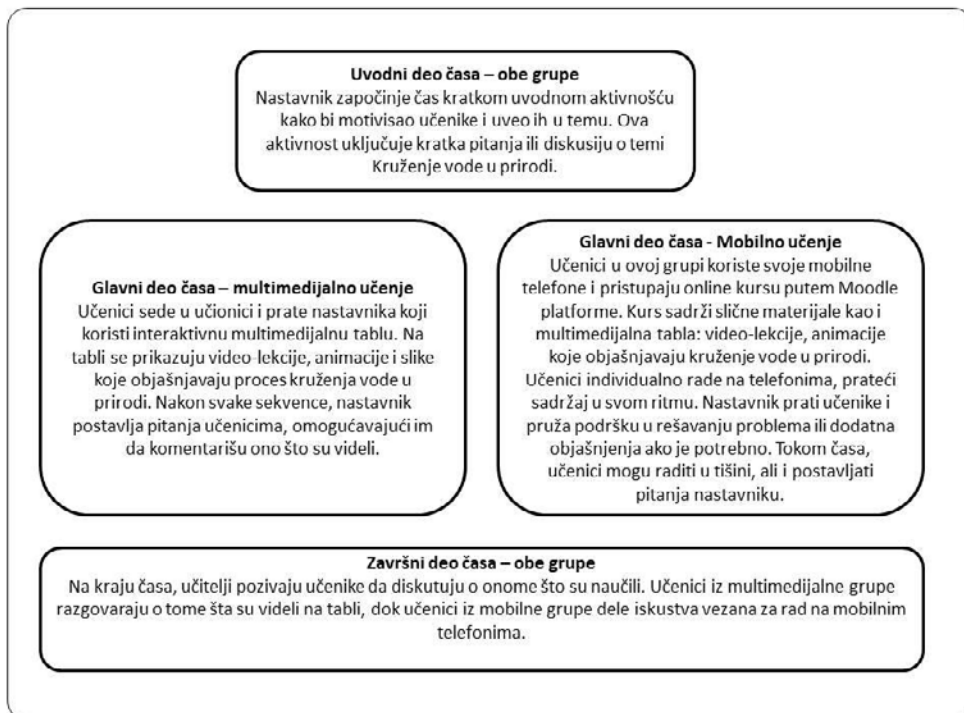 Uvodni deo časa – obe grupe
Nastavnik započinje čas kratkom uvodnom aktivnošću
kako bi motivisao učenike i uveo ih u temu. Ova
aktivnost uključuje kratka pitanja ili diskusiju o temi
Kruženje vode u prirodi.
Glavni deo časa – multimedijalno učenje
Učenici sede u učionici i prate nastavnika koji
koristi interaktivnu multimedijalnu tablu. Na
tabli se prikazuju video-lekcije, animacije i slike
koje objašnjavaju proces kruženja vode u
prirodi. Nakon svake sekvence, nastavnik
postavlja pitanja učenicima, omogućavajući im
da komentarišu ono što su videli.
Glavni deo časa - Mobilno učenje
Učenici u ovoj grupi koriste svoje mobilne
telefone i pristupaju online kursu putem Moodle
platforme. Kurs sadrži slične materijale kao i
multimedijalna tabla: video-lekcije, animacije
koje objašnjavaju kruženje vode u prirodi.
Učenici individualno rade na telefonima, prateći
sadržaj u svom ritmu. Nastavnik prati učenike i
pruža podršku u rešavanju problema ili dodatna
objašnjenja ako je potrebno. Tokom časa,
učenici mogu raditi u tišini, ali i postavljati
pitanja nastavniku.
Završni deo časa – obe grupe
Na kraju časa, učitelji pozivaju učenike da diskutuju o onome što su naučili. Učenici iz multimedijalne grupe
razgovaraju o tome šta su videli na tabli, dok učenici iz mobilne grupe dele iskustva vezana za rad na mobilnim
telefonima.